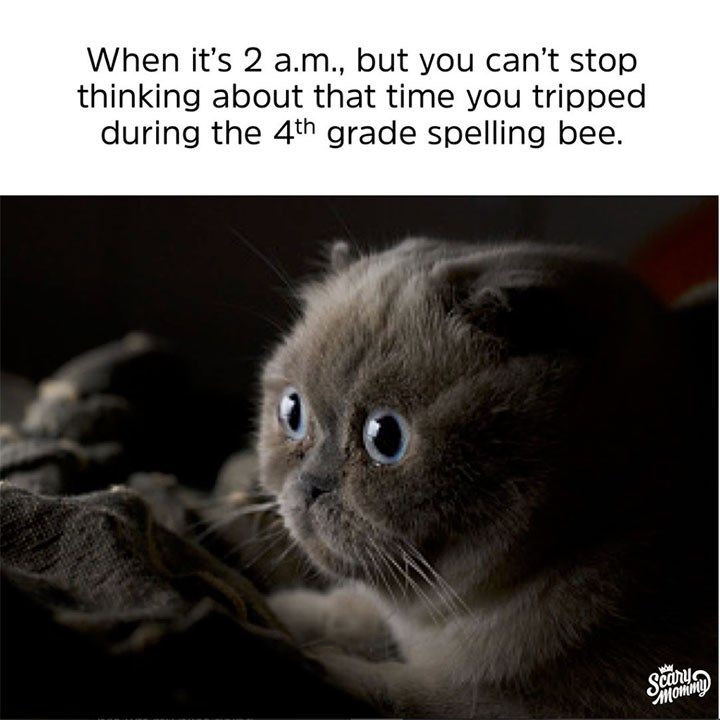 When it's 2 a.m., but you can't stop
thinking about that time you tripped
during the 4th grade spelling bee.
Scary
Mommy